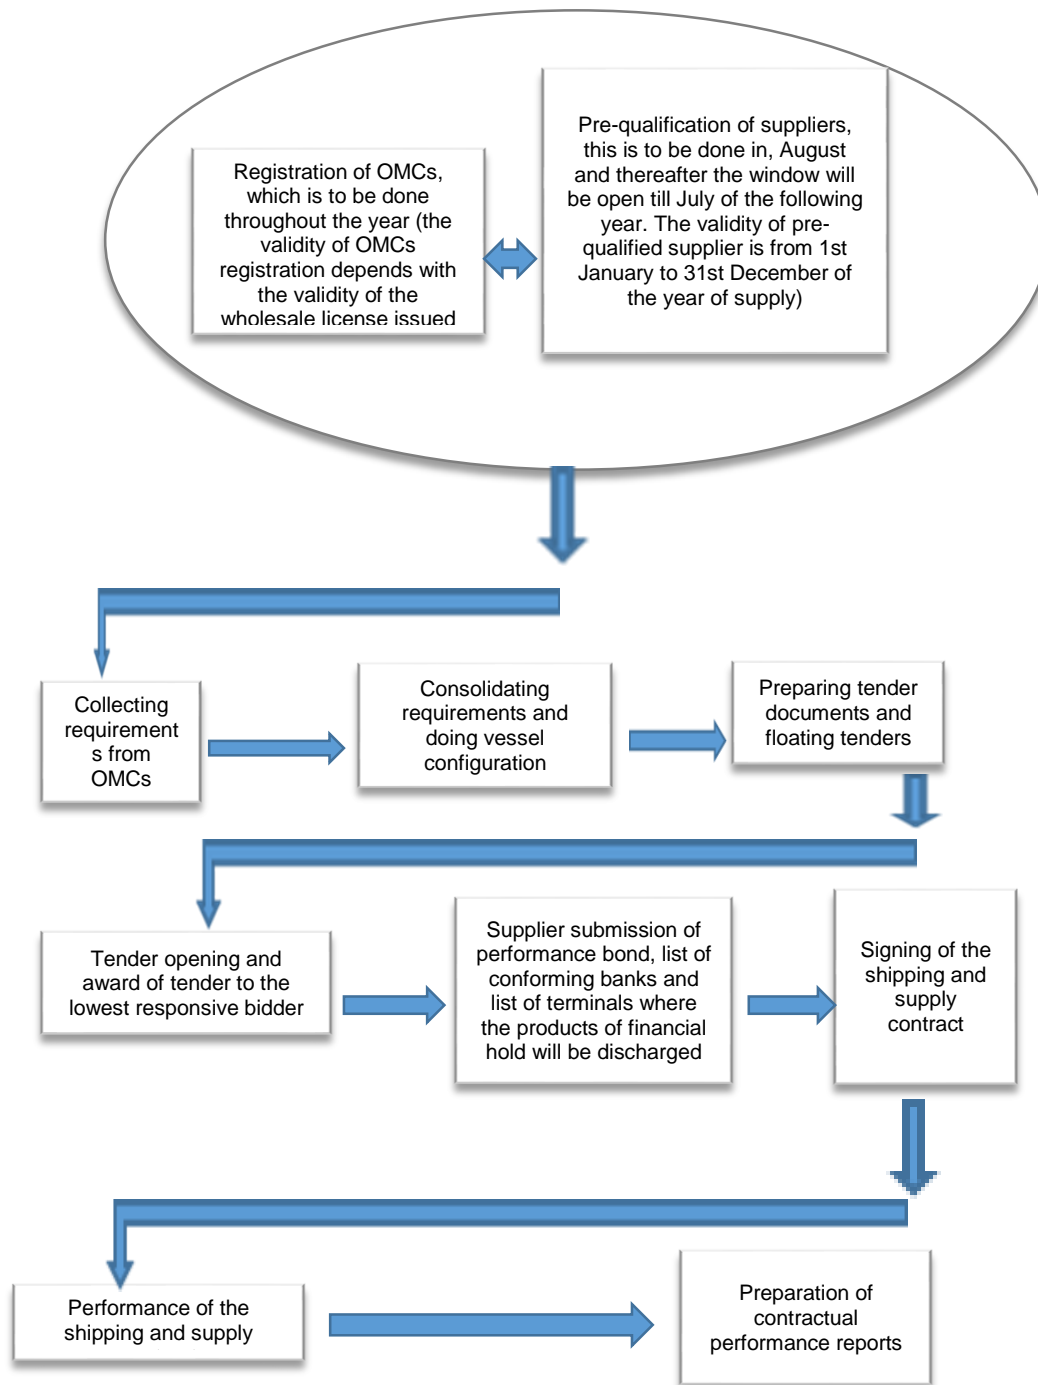 Registration of OMCs,
which is to be done
throughout the year (the
validity of OMCs
registration depends with
the validity of the
wholesale license issued
Pre-qualification of suppliers,
this is to be done in, August
and thereafter the window will
be open till July of the following
year. The validity of pre-
qualified supplier is from 1st
January to 31st December of
the year of supply)
Collecting
requirement
s from
OMCs
Consolidating
requirements and
doing vessel
configuration
Preparing tender
documents and
floating tenders
Tender opening and
award of tender to the
lowest responsive bidder
Supplier submission of
performance bond, list of
conforming banks and
list of terminals where
the products of financial
hold will be discharged
Signing of the
shipping and
supply
contract
Performance of the
shipping and supply
Preparation of
contractual
performance reports